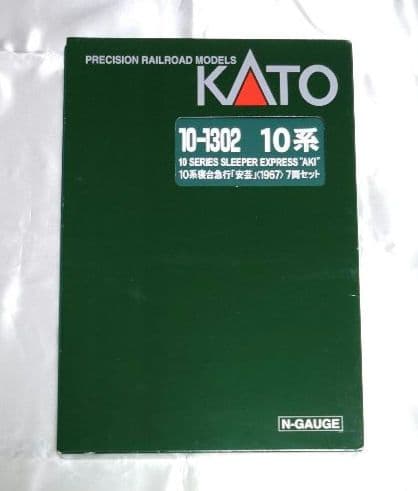 PRECISION RAILROAD MODELS
KATO
10-1302 10系
10 SERIES SLEEPER EXPRESS "AKI"
10系寝台急行「安芸」〈1967〉7両セット
N-GAUGE